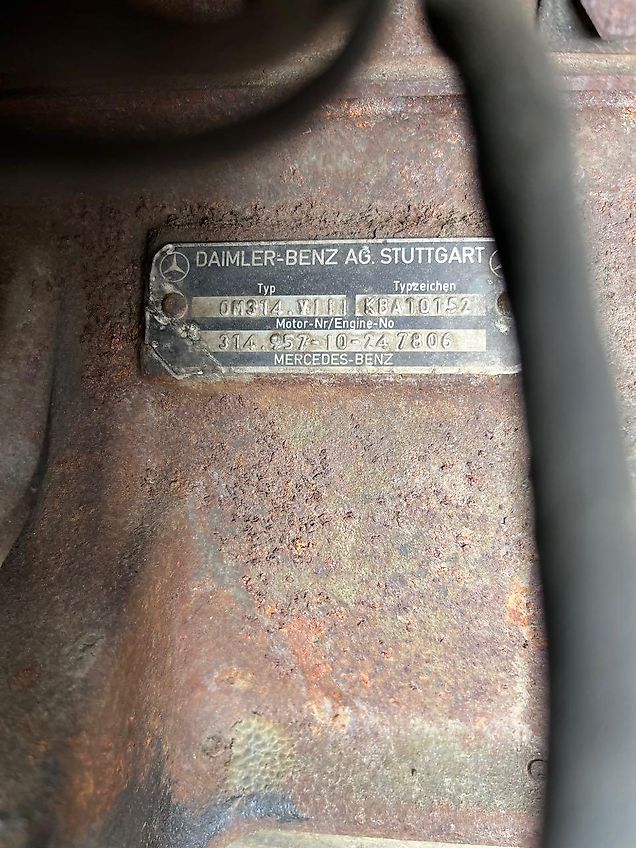 DAIMLER-BENZ AG. STUTTGART
Typ Typzeichen
OM314.VIII KBA10152
Motor-Nr/Engine-No
314.957-10-247806
MERCEDES-BENZ